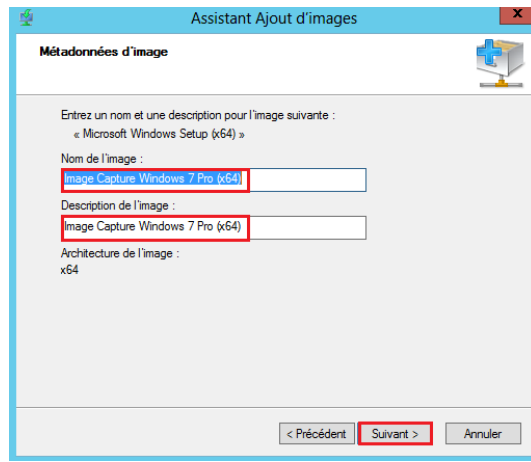 Assistant Ajout d'images
x
Métadonnées d'image
Entrez un nom et une description pour l'image suivante :
« Microsoft Windows Setup (x64) »
Nom de l'image :
Image Capture Windows 7 Pro (x64)
Description de l'image :
Image Capture Windows 7 Pro (x64)
Architecture de l'image :
x64
< Précédent Suivant > Annuler